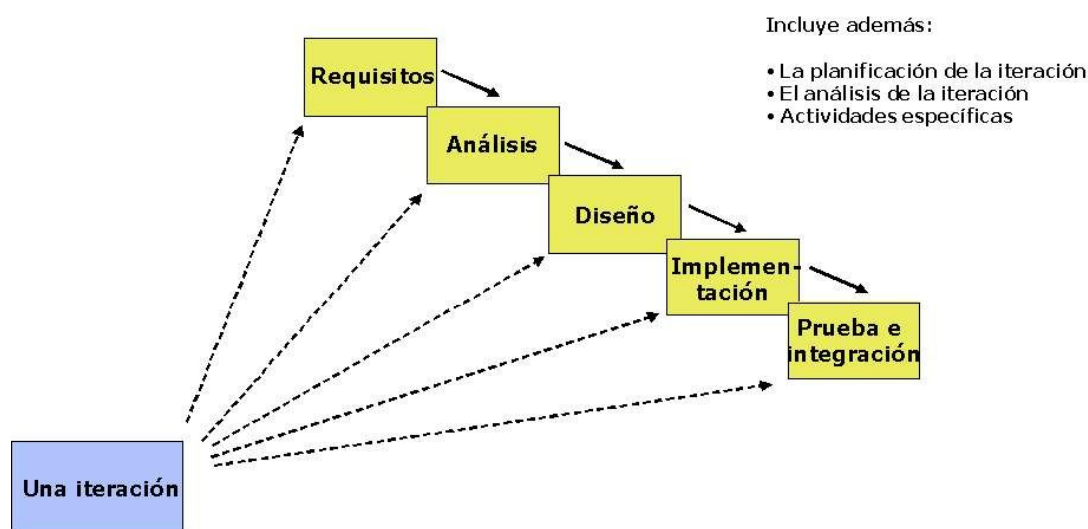 Incluye además:
• La planificación de la iteración
• El análisis de la iteración
• Actividades específicas
Requisitos
Análisis
Diseño
Implemen-
tación
Prueba e
integración
Una iteración